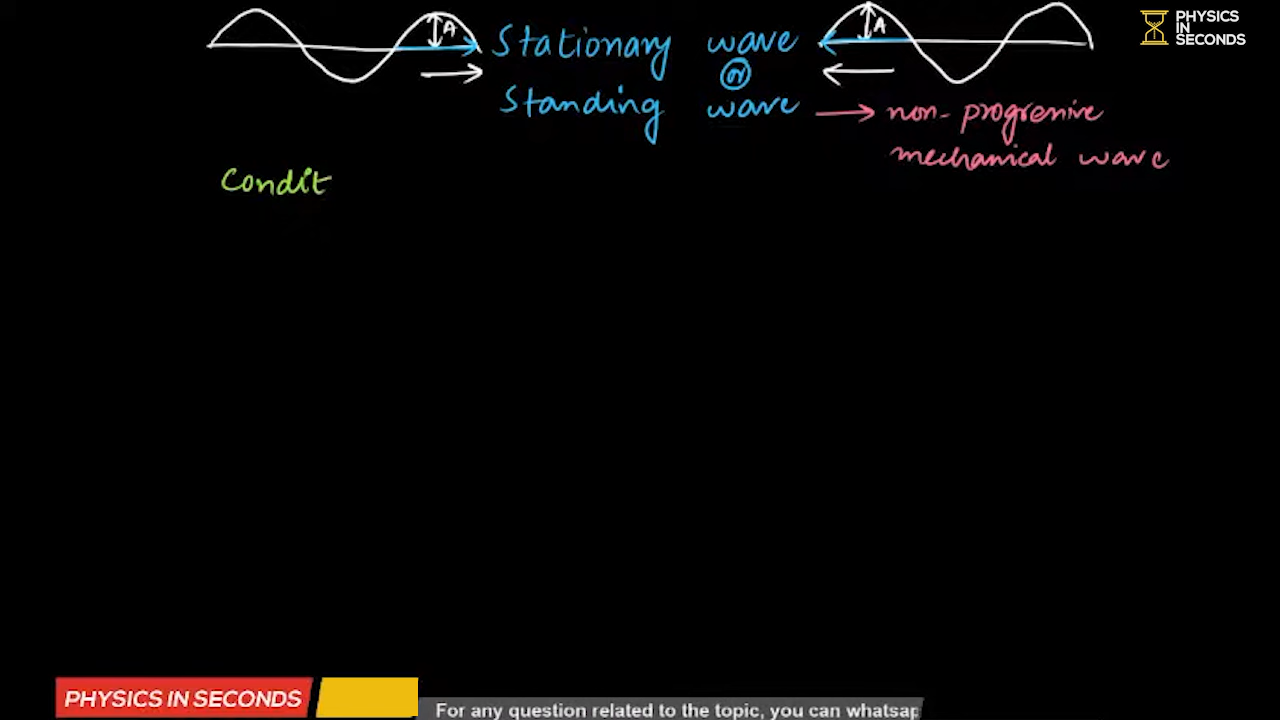 A
Stationary wave
A
PHYSICS
IN
SECONDS
or
Standing wave → non-progressive
mechanical wave
Condit
PHYSICS IN SECONDS
For any question related to the topic, you can whatsap